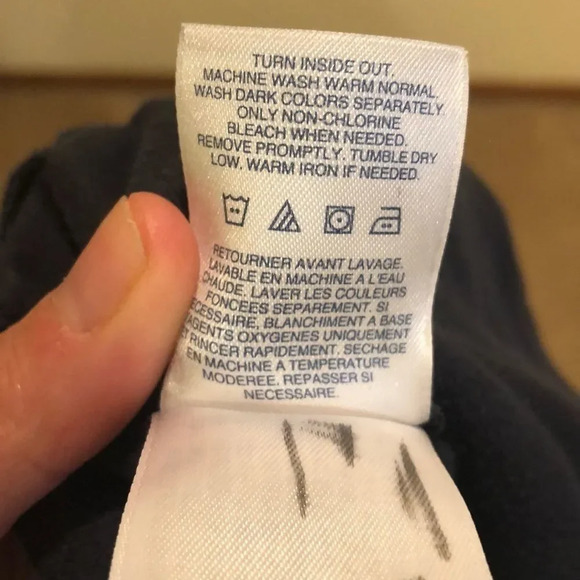 TURN INSIDE OUT.
MACHINE WASH WARM NORMAL.
WASH DARK COLORS SEPARATELY
ONLY NON-CHLORINE
BLEACH WHEN NEEDED.
REMOVE PROMPTLY. TUMBLE DRY
LOW. WARM IRON IF NEEDED.
RETOURNER AVANT LAVAGE.
LAVABLE EN MACHINE A L'EAU
CHAUDE. LAVER LES COULEURS
FONCEES SEPAREMENT. SI
ECESSAIRE, BLANCHIMENT A BASE
AGENTS OXYGENES UNIQUEMENT
RINCER RAPIDEMENT. SECHAGE
EN MACHINE A TEMPERATURE
MODEREE. REPASSER SI
NECESSAIRE.